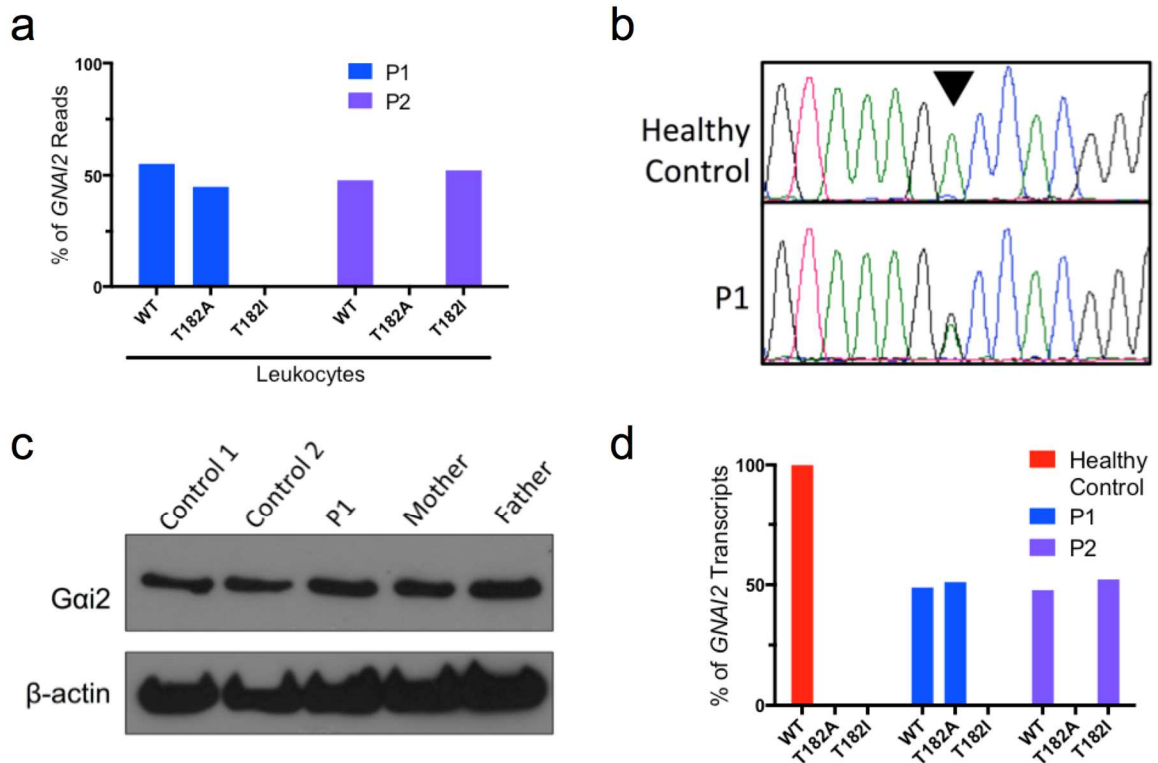 a
100
50
0
% of GNAI2 Reads
P1
P2
WT
T182A
T182I
WT
T182A
T182I
Leukocytes
b
Healthy
Control
P1
c
Control 1
Control 2
P1
Mother
Father
Gαi2
β-actin
d
100
50
0
% of GNAI2 Transcripts
Healthy
Control
P1
P2
WT
T182A
T182I
WT
T182A
T182I
WT
T182A
T182I